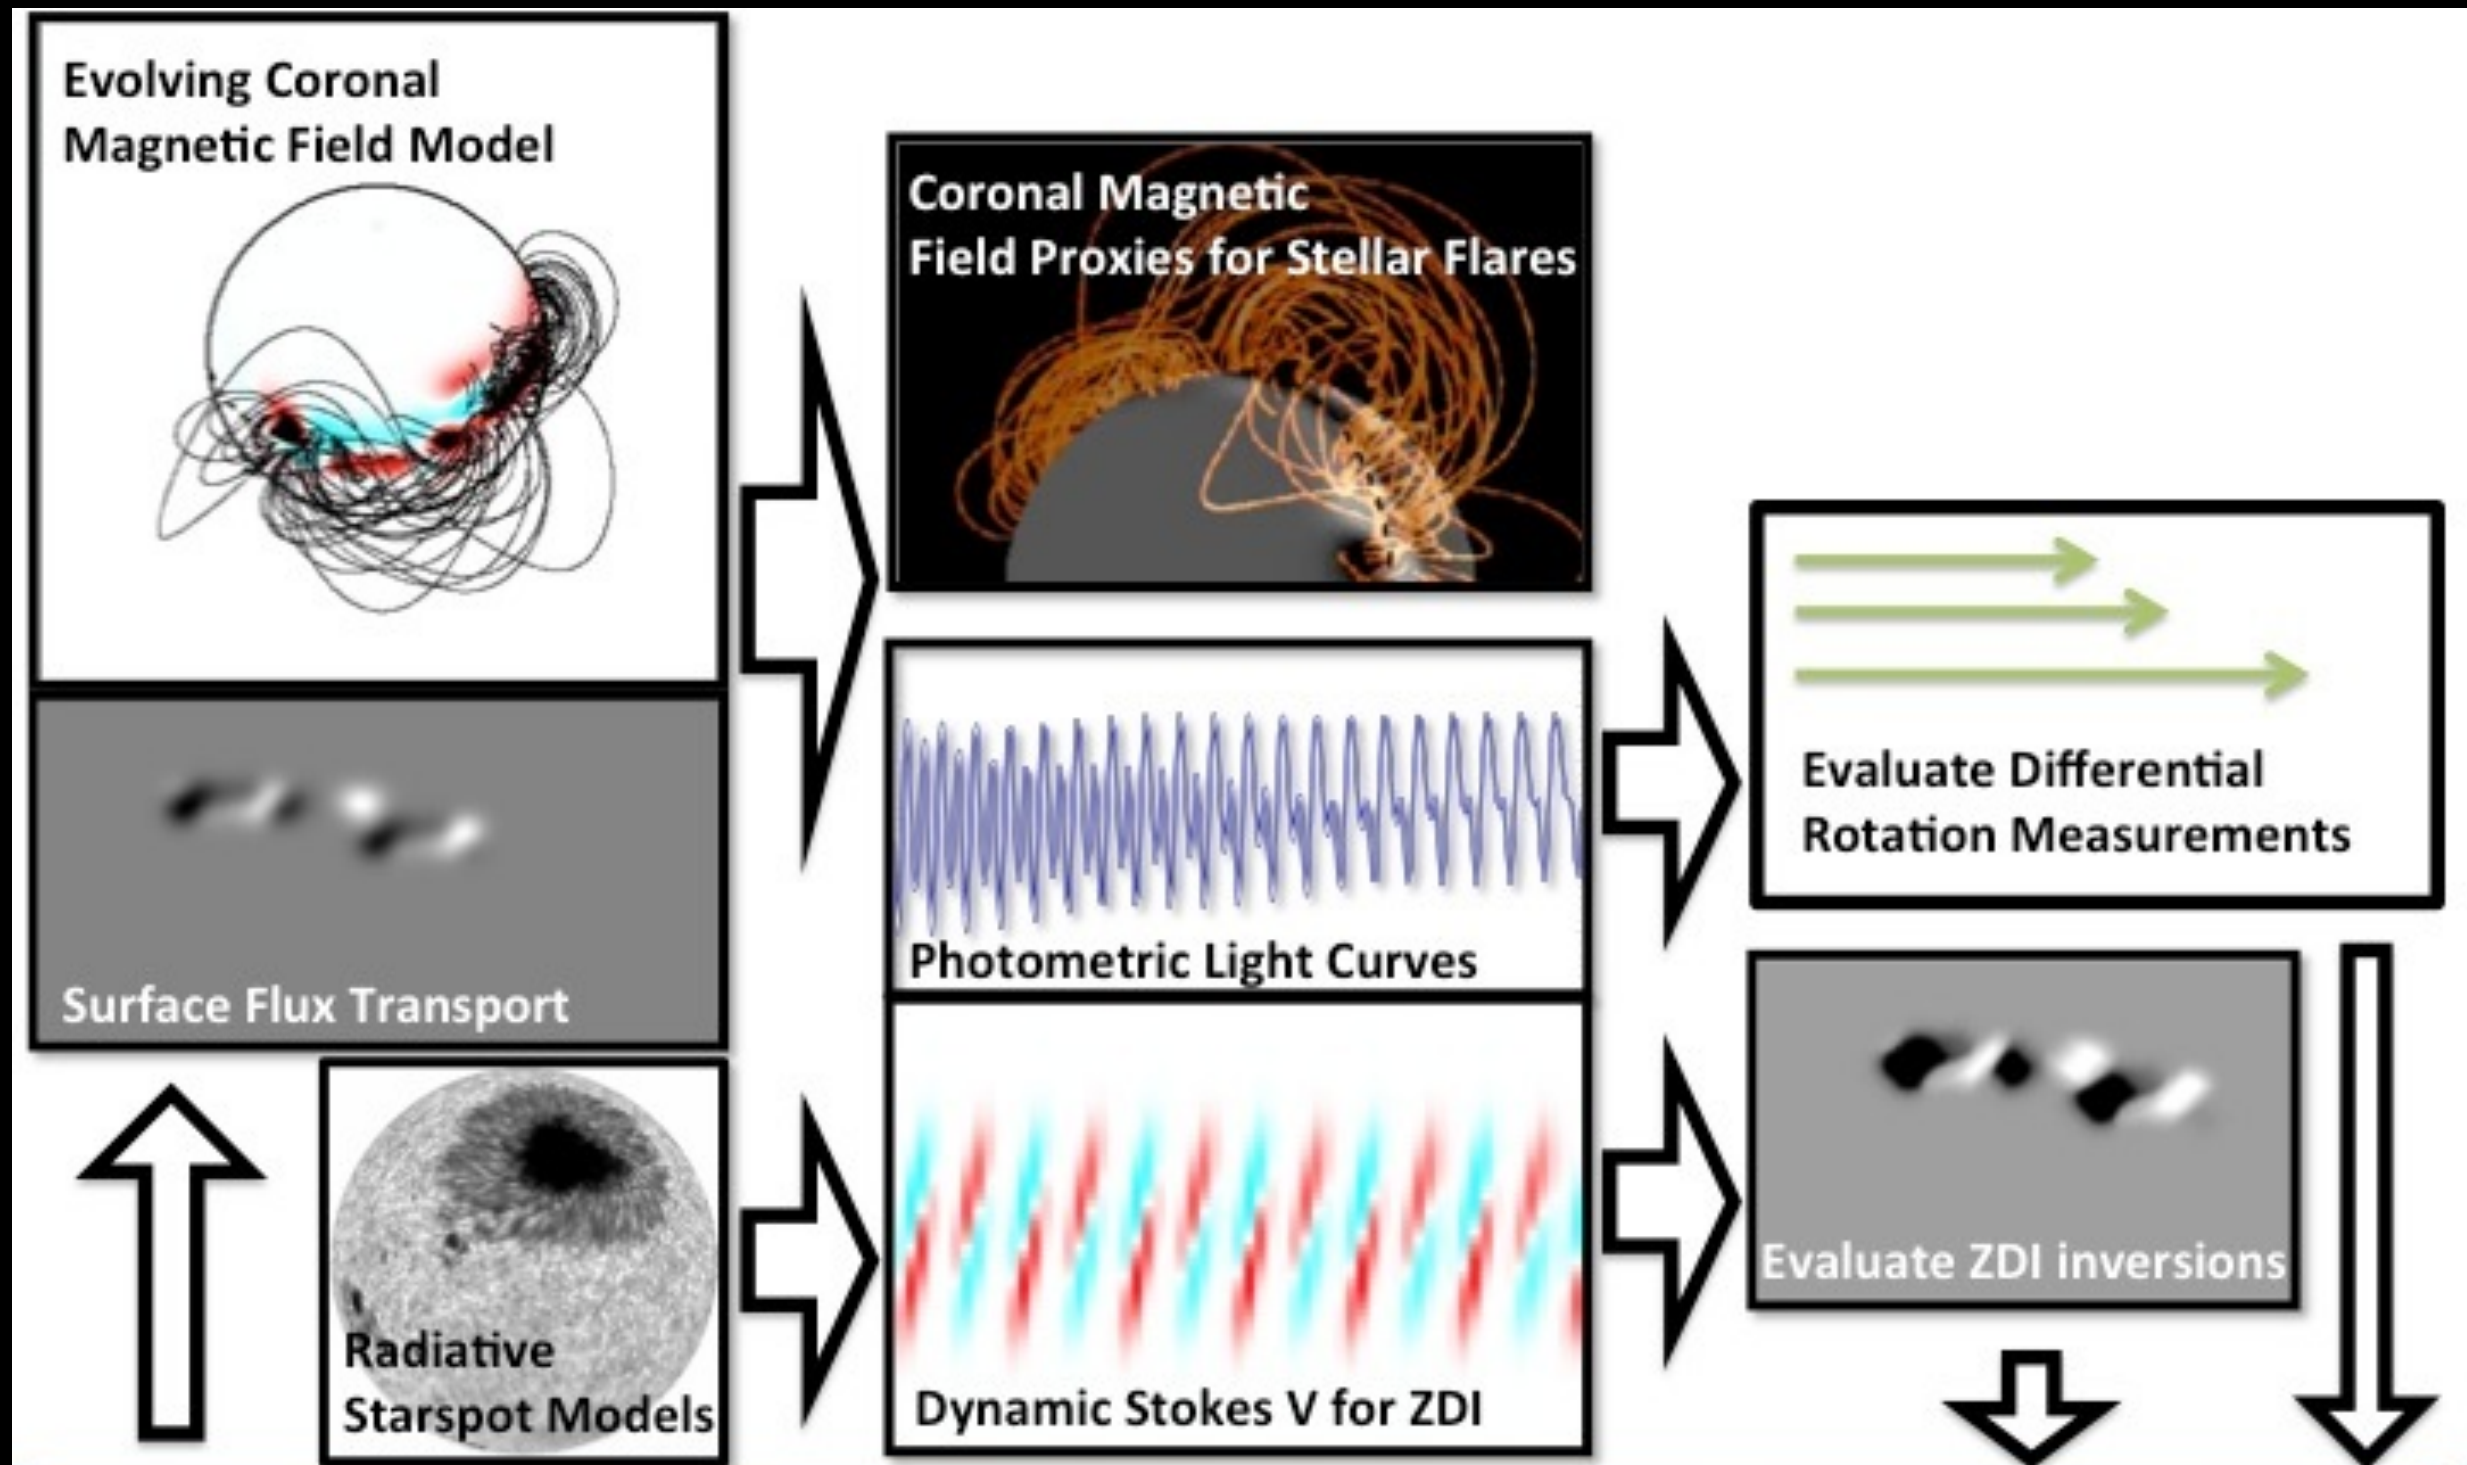 Evolving Coronal
Magnetic Field Model
Coronal Magnetic
Field Proxies for Stellar Flares
Surface Flux Transport
Photometric Light Curves
Evaluate Differential
Rotation Measurements
Radiative
Starspot Models
Dynamic Stokes V for ZDI
Evaluate ZDI inversions